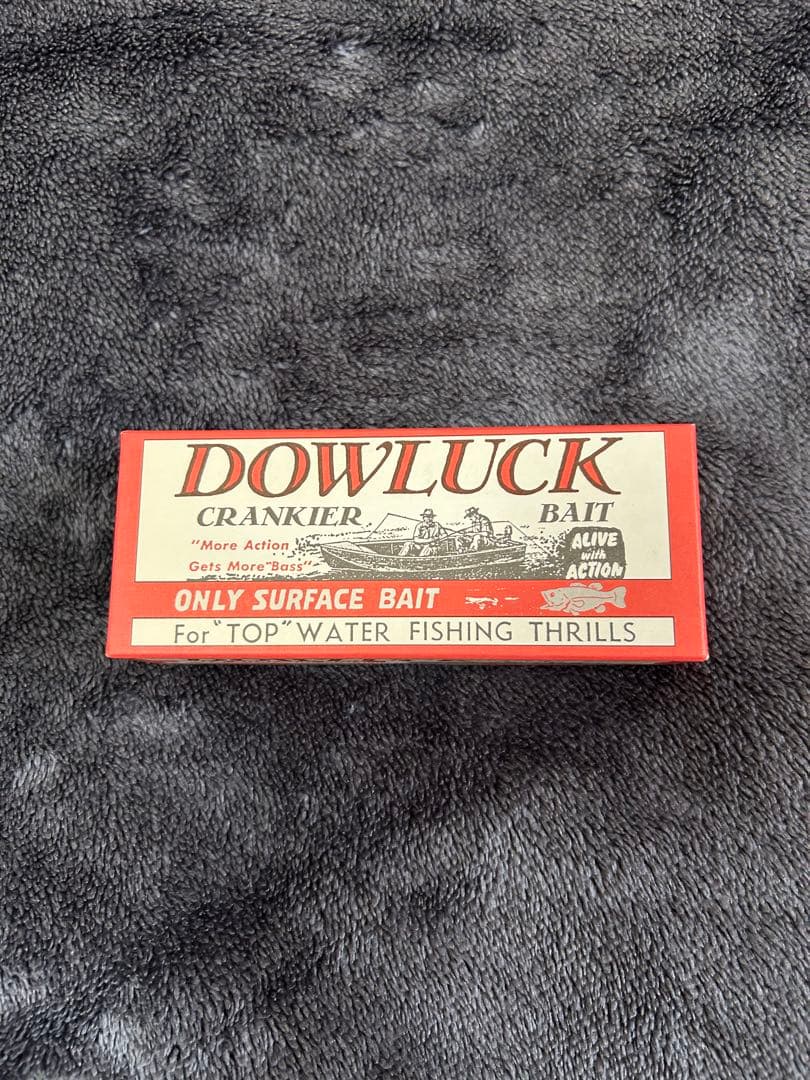 DOWLUCK
CRANKIER BAIT
"More Action
Gets More "Bass"
ALIVE
with
ACTION
ONLY SURFACE BAIT
For "TOP" WATER FISHING THRILLS